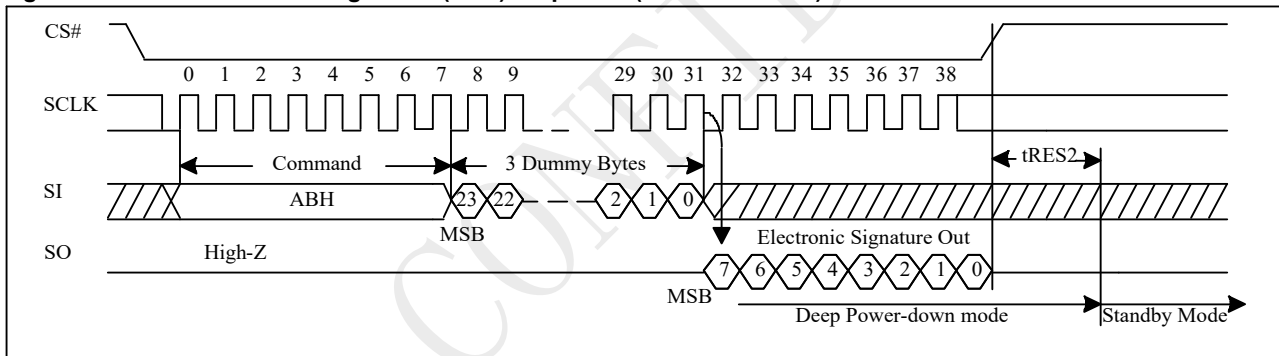 CS#
0 1 2 3 4 5 6 7 8 9 29 30 31 32 33 34 35 36 37 38
SCLK
Command 3 Dummy Bytes tRES2
SI ABH 23 22 2 1 0
MSB
SO High-Z Electronic Signature Out
7 6 5 4 3 2 1 0
MSB
Deep Power-down mode Standby Mode